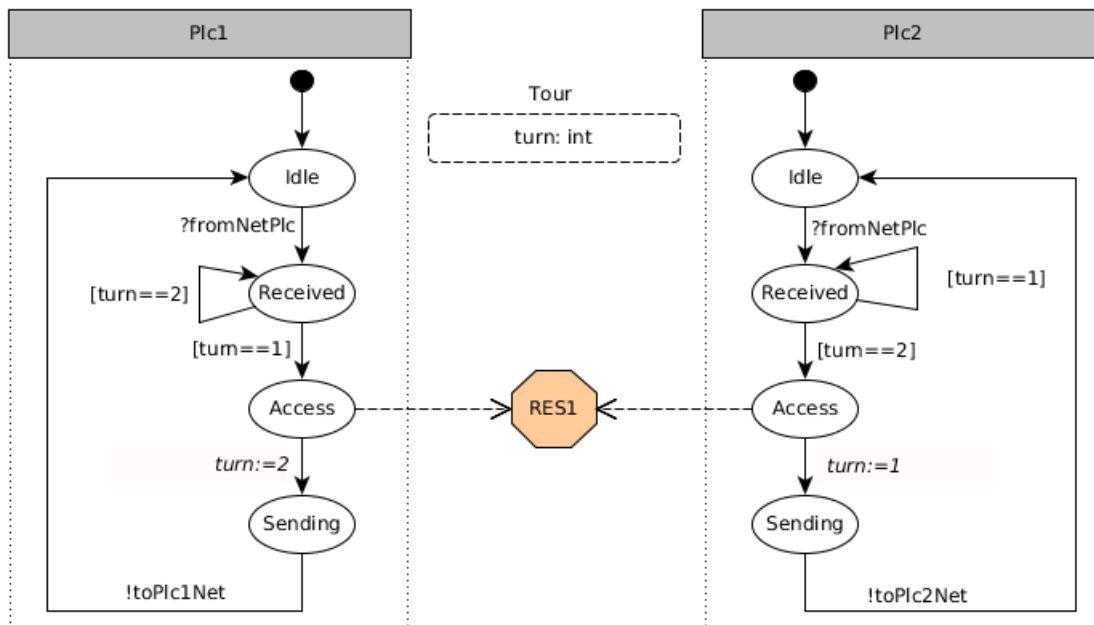 Plc1
Plc2
Tour
turn: int
Idle
Idle
?fromNetPlc
?fromNetPlc
[turn==2]
Received
Received
[turn==1]
[turn==1]
[turn==2]
Access
RES1
Access
turn:=2
turn:=1
Sending
Sending
!toPlc1Net
!toPlc2Net